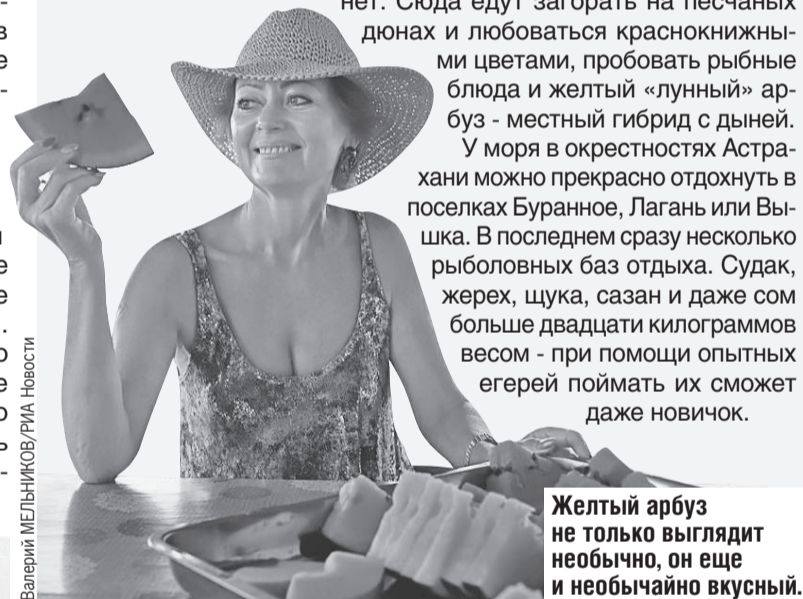 нет. Сюда едут загорать на песчаных
дюнах и любоваться краснокнижны-
ми цветами, пробовать рыбные
блюда и желтый «лунный» ар-
буз - местный гибрид с дыней.
У моря в окрестностях Астра-
хани можно прекрасно отдохнуть в
поселках Буранное, Лагань или Вы-
шка. В последнем сразу несколько
рыболовных баз отдыха. Судак,
жерех, щука, сазан и даже сом
больше двадцати килограммов
весом - при помощи опытных
егерей поймать их сможет
даже новичок.
Валерий МЕЛЬНИКОВ/РИА Новости
Желтый арбуз
не только выглядит
необычно, он еще
и необычайно вкусный.